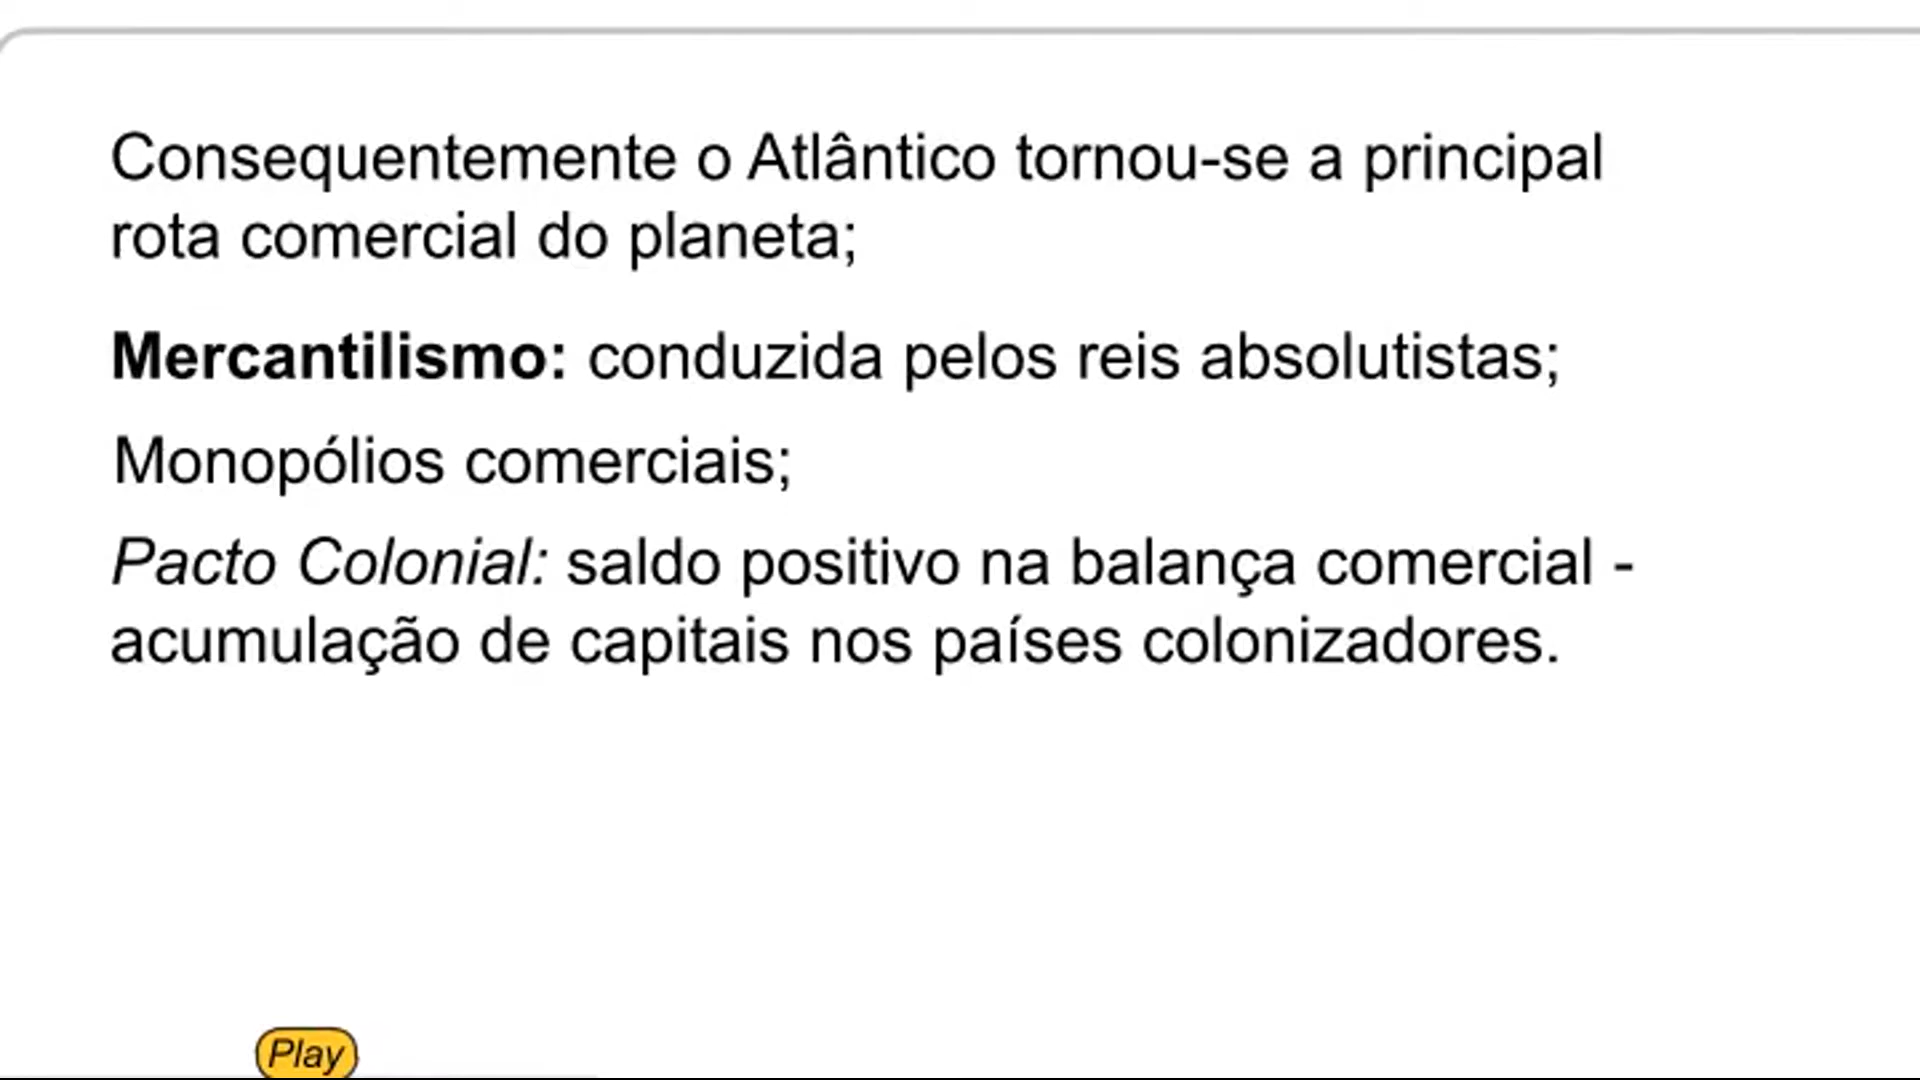 Consequentemente o Atlântico tornou-se a principal
rota comercial do planeta;
Mercantilismo: conduzida pelos reis absolutistas;
Monopólios comerciais;
Pacto Colonial: saldo positivo na balança comercial -
acumulação de capitais nos países colonizadores.
Play